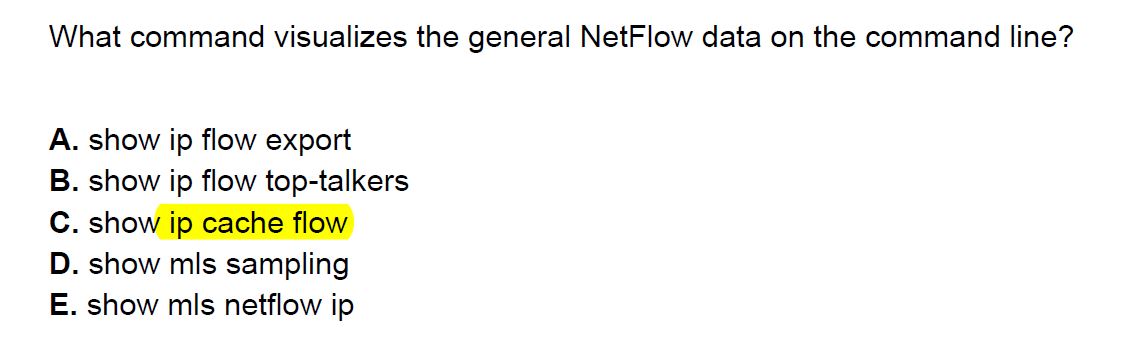 What command visualizes the general NetFlow data on the command line?
A. show ip flow export
B. show ip flow top-talkers
C. show ip cache flow
D. show mls sampling
E. show mls netflow ip